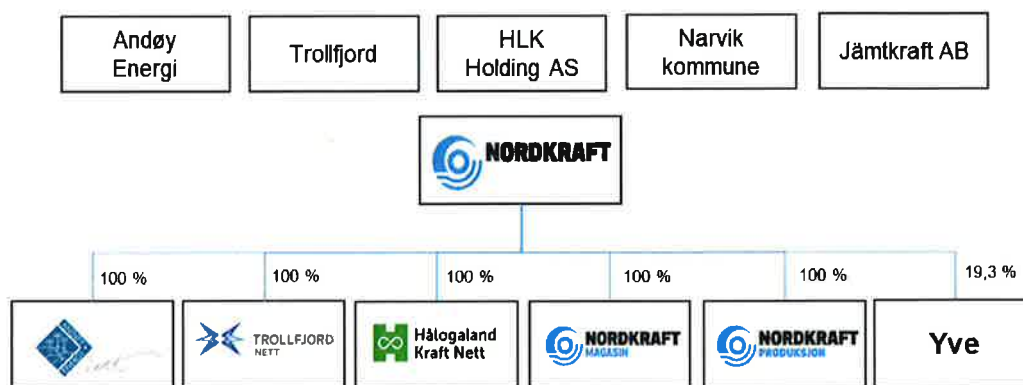 Andøy
Energi
Trollfjord
HLK
Holding AS
Narvik
kommune
Jämtkraft AB
NORDKRAFT
100 %
100 %
100 %
100 %
100 %
19,3 %
TROLLFJORD
NETT
Hålogaland
Kraft Nett
NORDKRAFT
MAGASIN
NORDKRAFT
PRODUKSJON
Yve